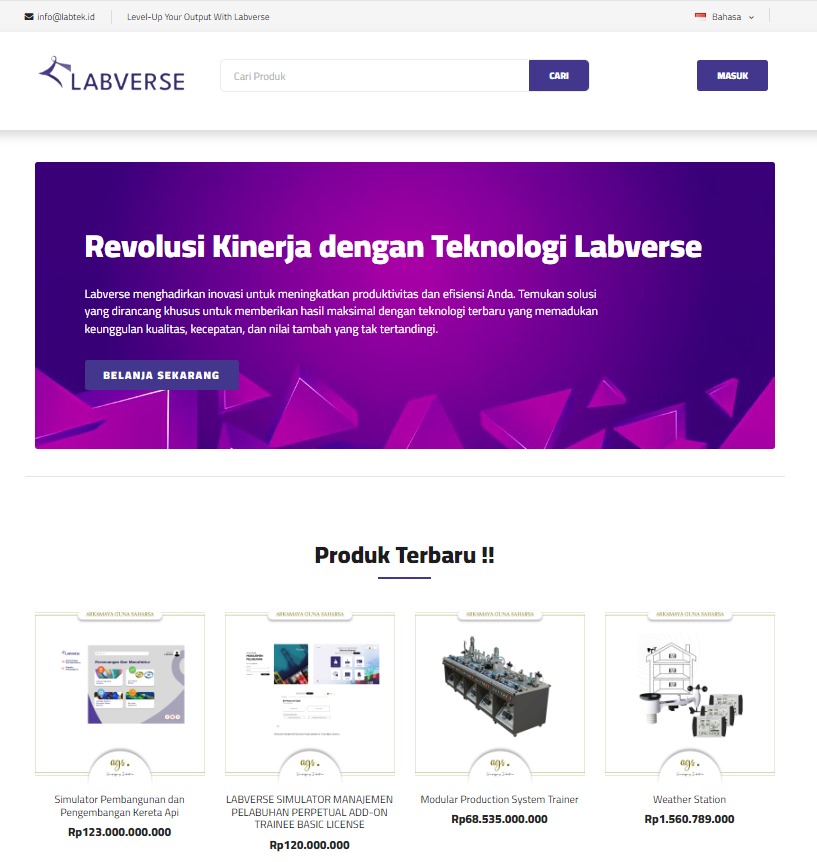 info@labtek.id
Level-Up Your Output With Labverse
Bahasa
LABVERSE
Cari Produk
CARI
MASUK
Revolusi Kinerja dengan Teknologi Labverse
Labverse menghadirkan inovasi untuk meningkatkan produktivitas dan efisiensi Anda. Temukan solusi
yang dirancang khusus untuk memberikan hasil maksimal dengan teknologi terbaru yang memadukan
keunggulan kualitas, kecepatan, dan nilai tambah yang tak tertandingi.
BELANJA SEKARANG
Produk Terbaru !!
ARKAMAYA GUNA SAHARSA
ARKAMAYA GUNA SAHARSA
ARKAMAYA GUNA SAHARSA
ARKAMAYA GUNA SAHARSA
LABVERSE
Perencanaan Dan Manufaktur
ags.
ags.
ags.
ags.
Simulator Pembangunan dan
Pengembangan Kereta Api
Rp123.000.000.000
LABVERSE SIMULATOR MANAJEMEN
PELABUHAN PERPETUAL ADD-ON
TRAINEE BASIC LICENSE
Rp120.000.000
Modular Production System Trainer
Rp68.535.000.000
Weather Station
Rp1.560.789.000